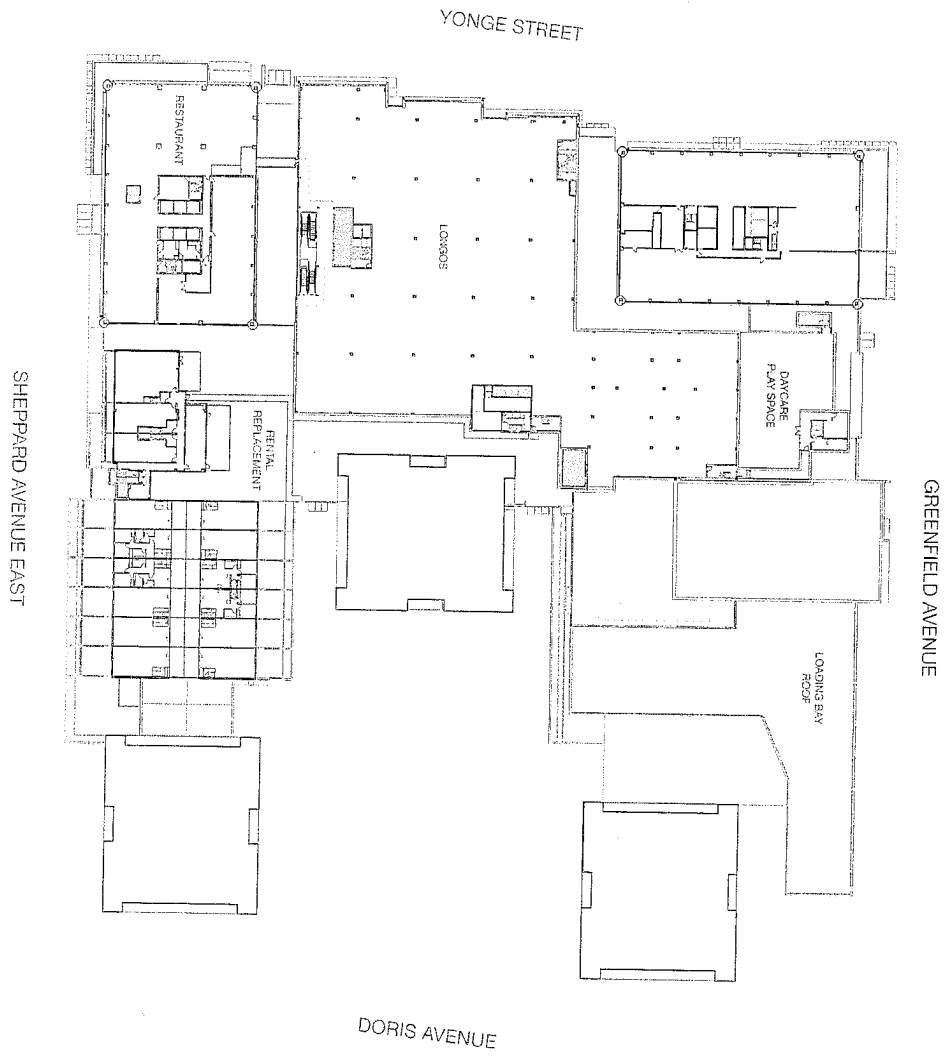 YONGE STREET
RESTAURANT
LONGOS
DAYCARE
PLAY SPACE
RENTAL
REPLACEMENT
SHEPPARD AVENUE EAST
GREENFIELD AVENUE
LOADING BAY
ROOF
DORIS AVENUE